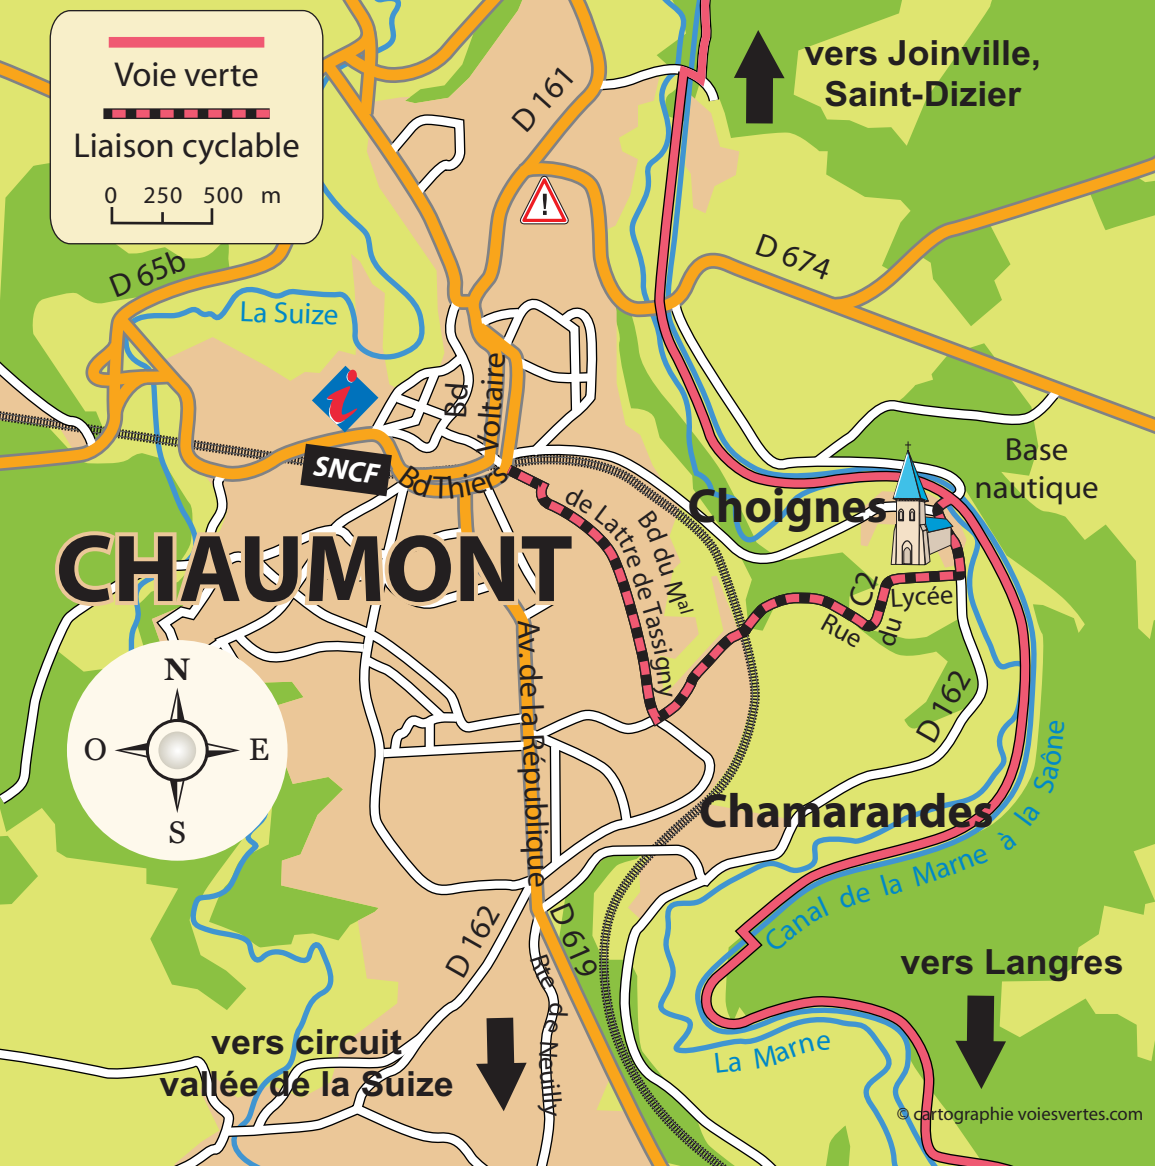 Voie verte
Liaison cyclable
0 250 500 m
vers Joinville,
Saint-Dizier
D 161
!
D 65b
La Suize
D 674
i
Bd
Voltaire
SNCF
Bd Thiers
Base
nautique
Choignes
de Lattre de Tassigny
Bd du Mal
CHAUMONT
C2
Lycée
Rue
du
Av. de la République
D 162
N
O
E
S
Chamarandes
Canal de la Marne à la Saône
D 162
D 619
Rte de Neuilly
vers Langres
vers circuit
vallée de la Suize
La Marne
© cartographie voiesvertes.com